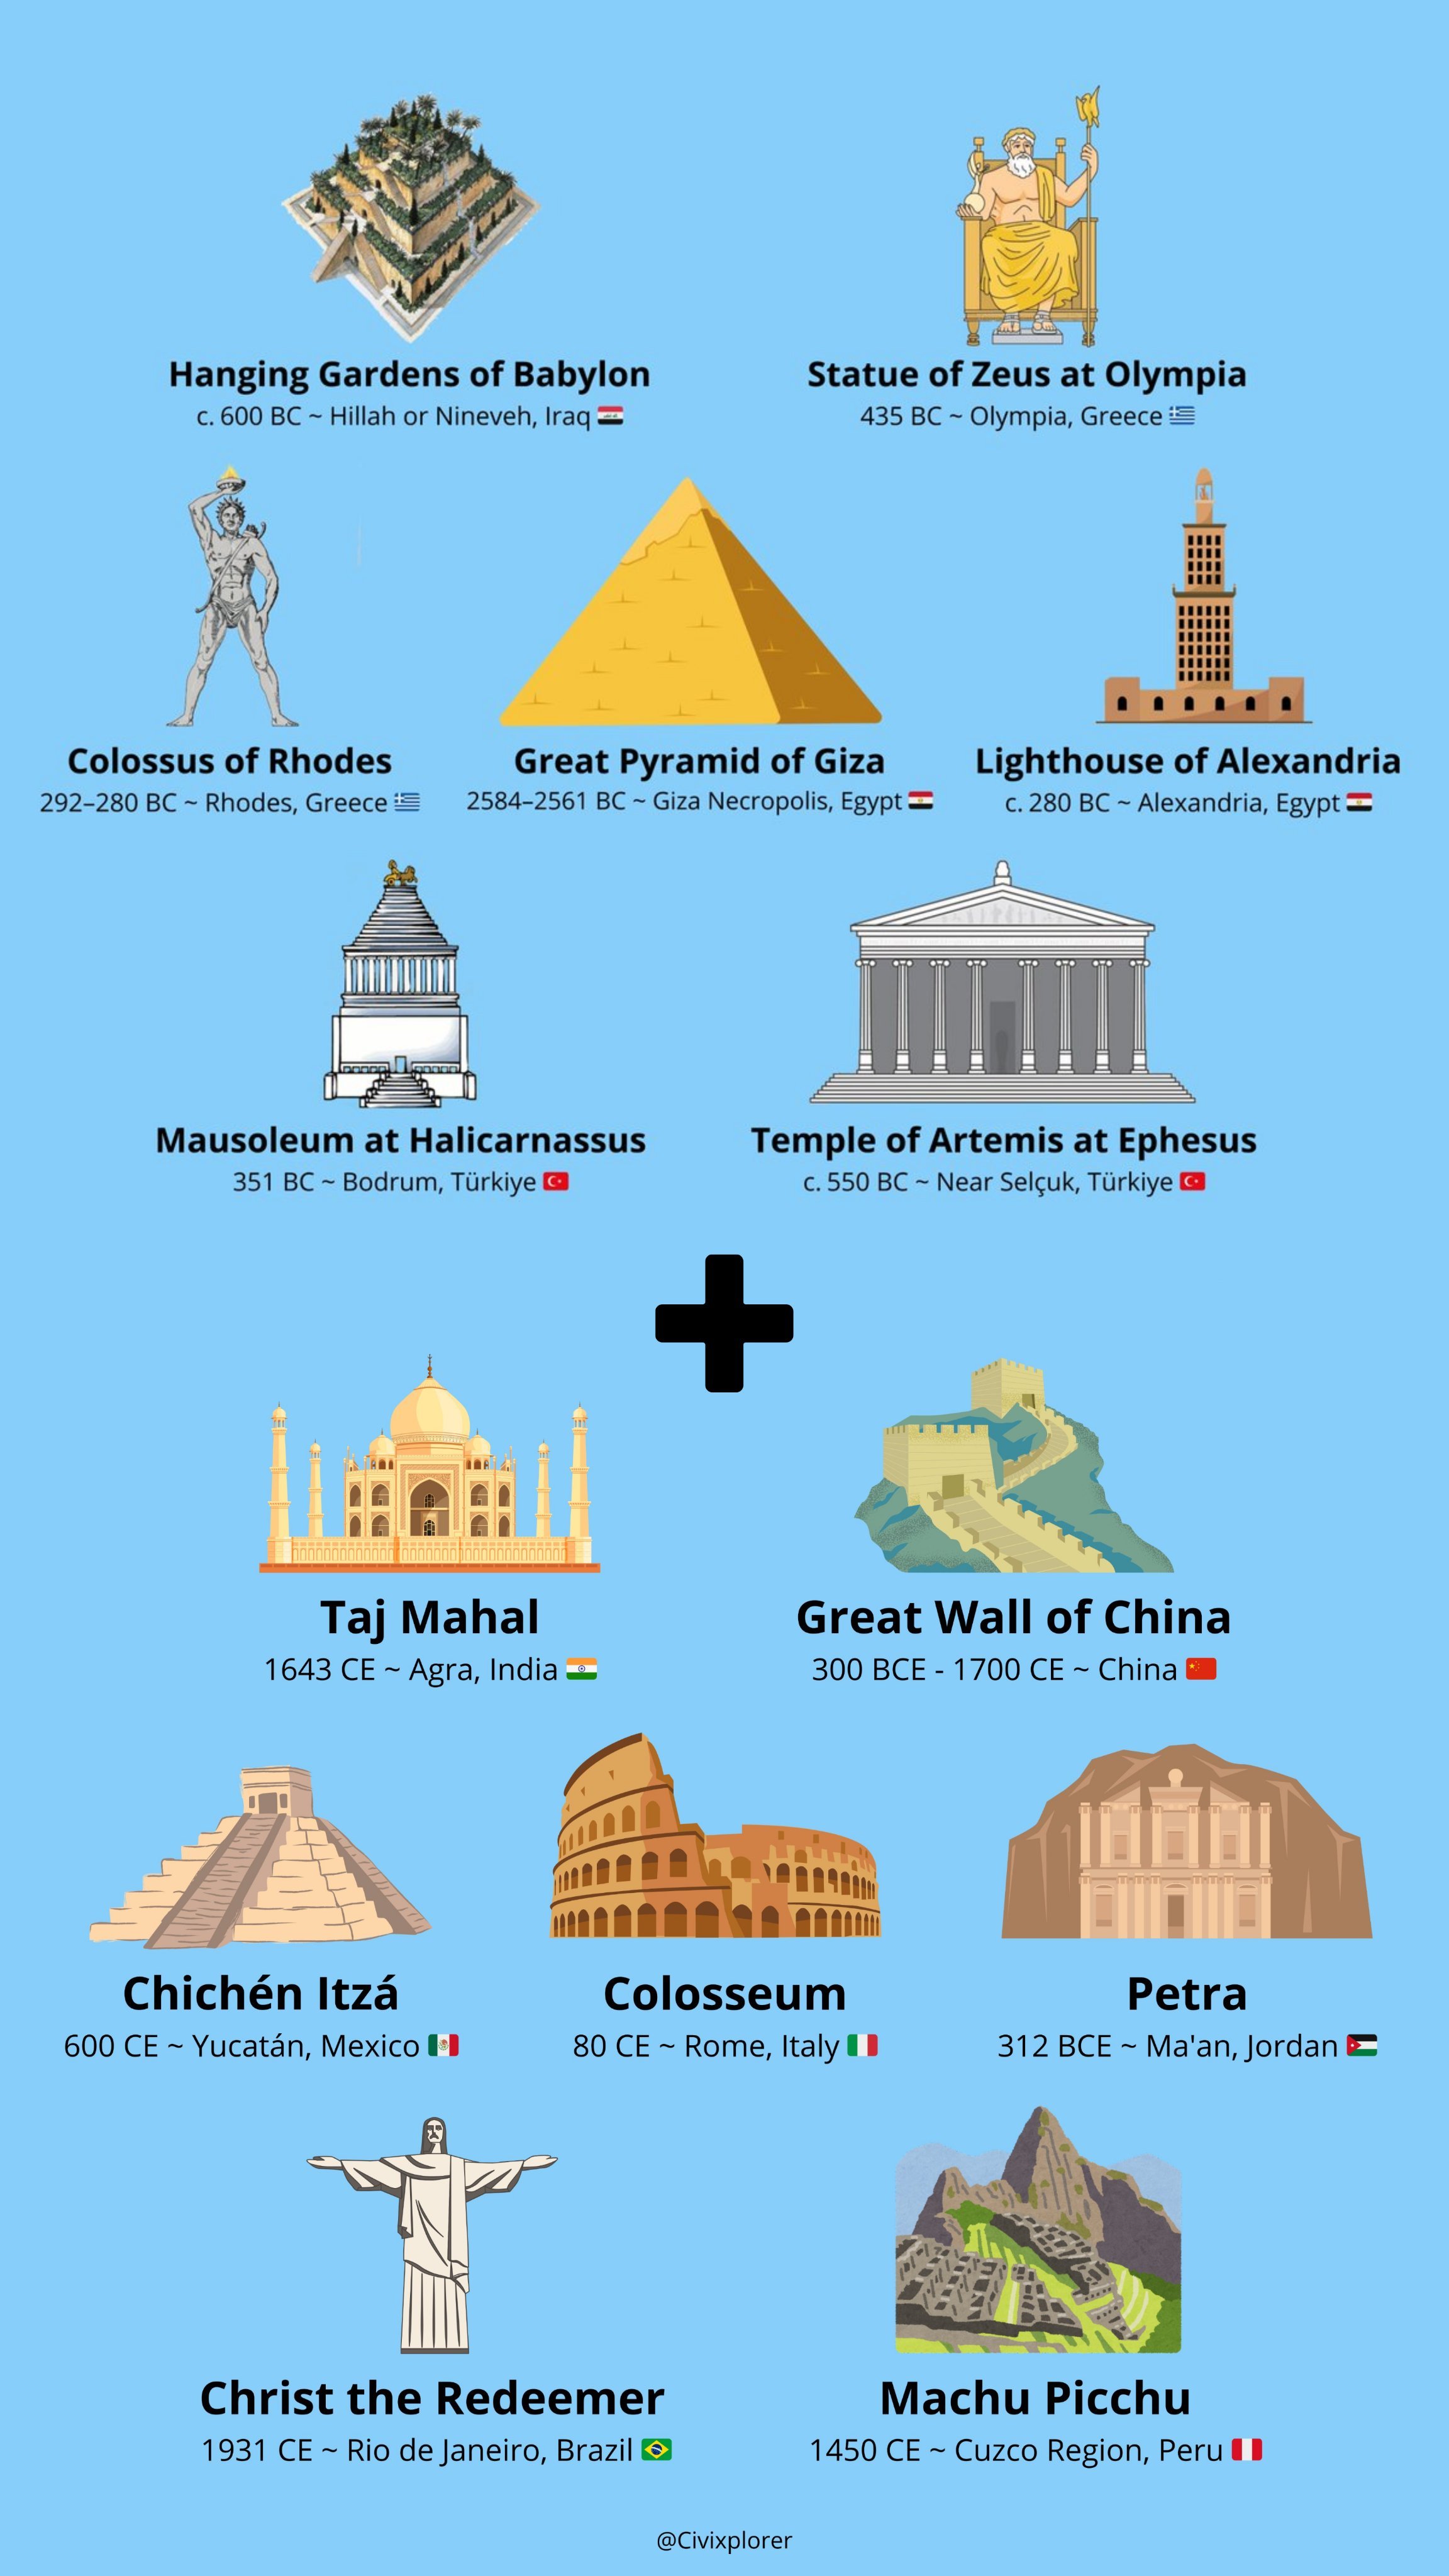 Hanging Gardens of Babylon
c. 600 BC ~ Hillah or Nineveh, Iraq
Statue of Zeus at Olympia
435 BC ~ Olympia, Greece
Colossus of Rhodes
292–280 BC ~ Rhodes, Greece
Great Pyramid of Giza
2584–2561 BC ~ Giza Necropolis, Egypt
Lighthouse of Alexandria
c. 280 BC ~ Alexandria, Egypt
Mausoleum at Halicarnassus
351 BC ~ Bodrum, Türkiye
Temple of Artemis at Ephesus
c. 550 BC ~ Near Selçuk, Türkiye
Taj Mahal
1643 CE ~ Agra, India
Great Wall of China
300 BCE - 1700 CE ~ China
Chichén Itzá
600 CE ~ Yucatán, Mexico
Colosseum
80 CE ~ Rome, Italy
Petra
312 BCE ~ Ma'an, Jordan
Christ the Redeemer
1931 CE ~ Rio de Janeiro, Brazil
Machu Picchu
1450 CE ~ Cuzco Region, Peru
@Civixplorer